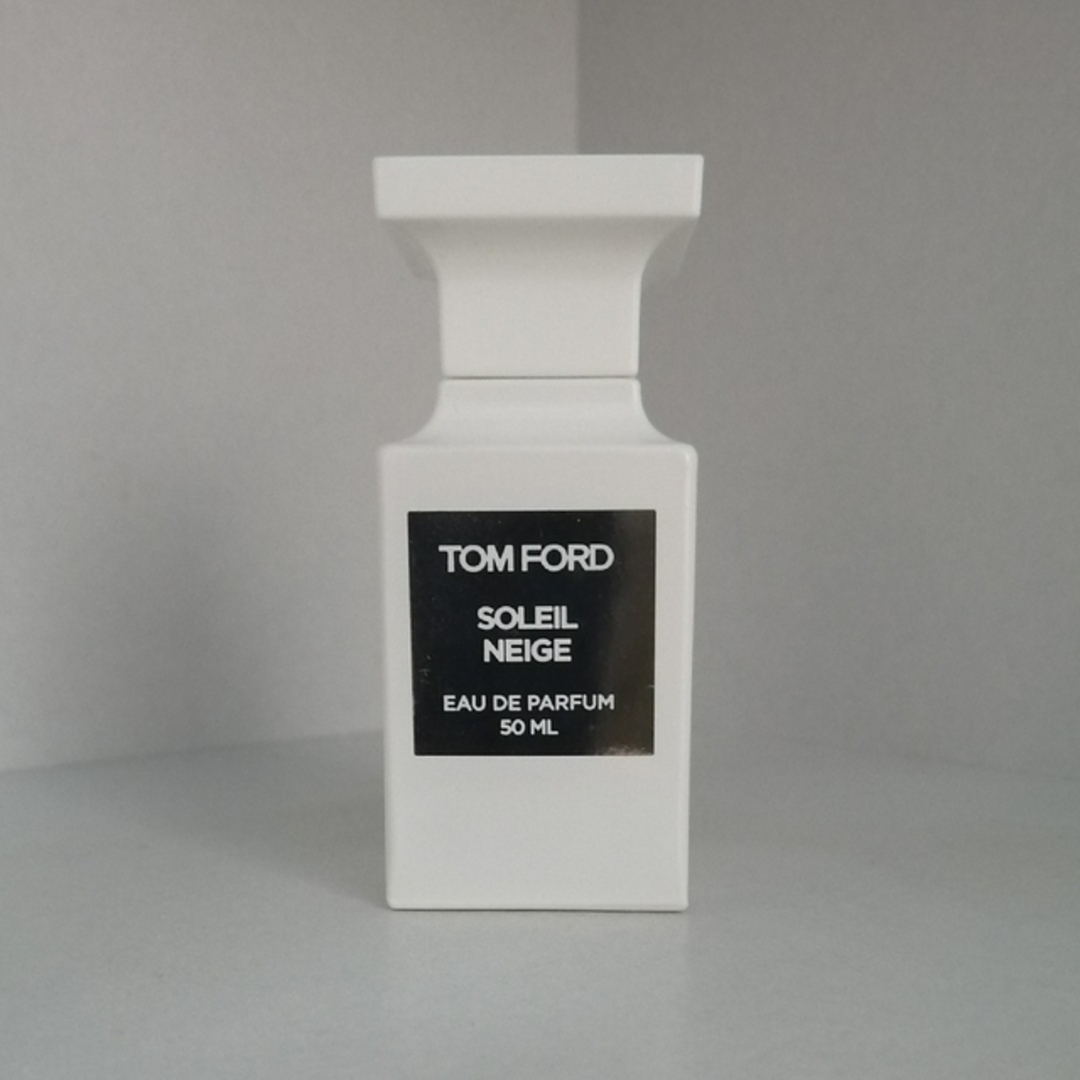 TOM FORD
SOLEIL
NEIGE
EAU DE PARFUM
50 ML